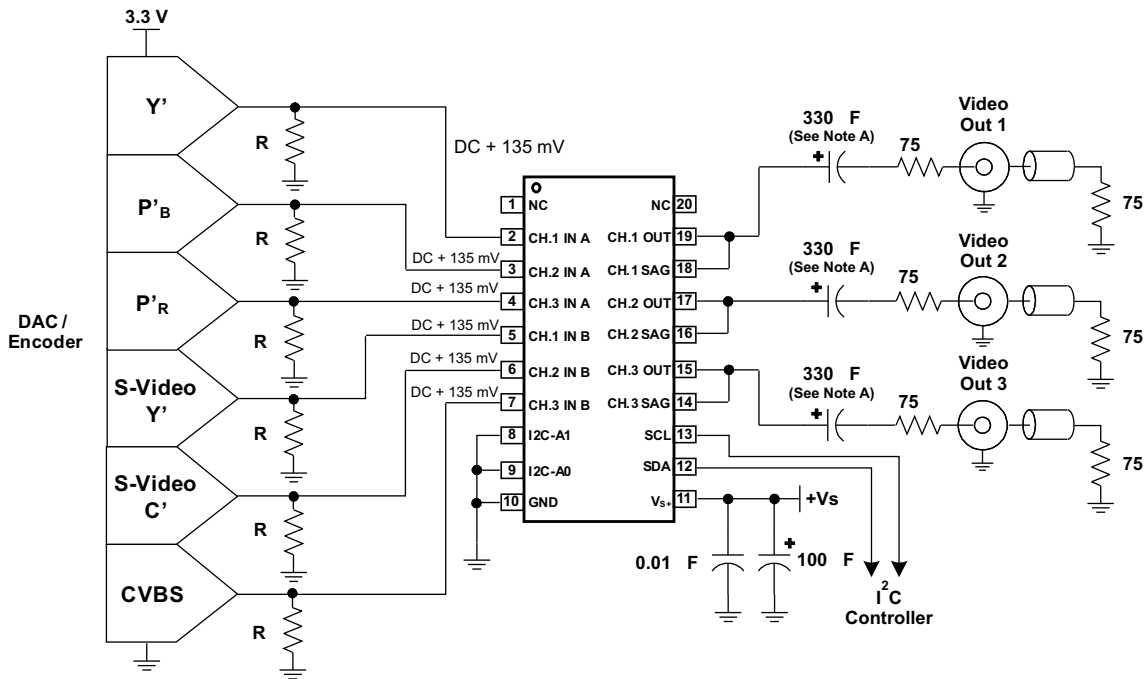 3.3 V
DAC /
Encoder
Y'
P'B
P'R
S-Video
Y'
S-Video
C'
CVBS
R
R
R
R
R
R
DC + 135 mV
DC + 135 mV
DC + 135 mV
DC + 135 mV
DC + 135 mV
DC + 135 mV
1 NC
2 CH.1 IN A
3 CH.2 IN A
4 CH.3 IN A
5 CH.1 IN B
6 CH.2 IN B
7 CH.3 IN B
8 I2C-A1
9 I2C-A0
10 GND
NC 20
CH.1 OUT 19
CH.1 SAG 18
CH.2 OUT 17
CH.2 SAG 16
CH.3 OUT 15
CH.3 SAG 14
SCL 13
SDA 12
VS+ 11
330 F
(See Note A)
+
75
Video
Out 1
75
330 F
(See Note A)
+
75
Video
Out 2
75
330 F
(See Note A)
+
75
Video
Out 3
75
+Vs
0.01 F
+
100 F
I2C
Controller